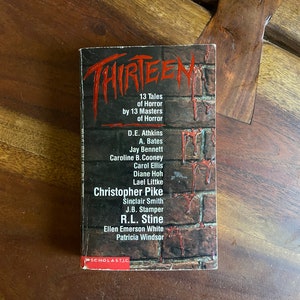 THIRTEEN
13 Tales
of Horror
by 13 Masters
of Horror
D.E. Athkins
A. Bates
Jay Bennett
Caroline B. Cooney
Carol Ellis
Diane Hoh
Lael Littke
Christopher Pike
Sinclair Smith
J.B. Stamper
R.L. Stine
Ellen Emerson White
Patricia Windsor
SCHOLASTIC